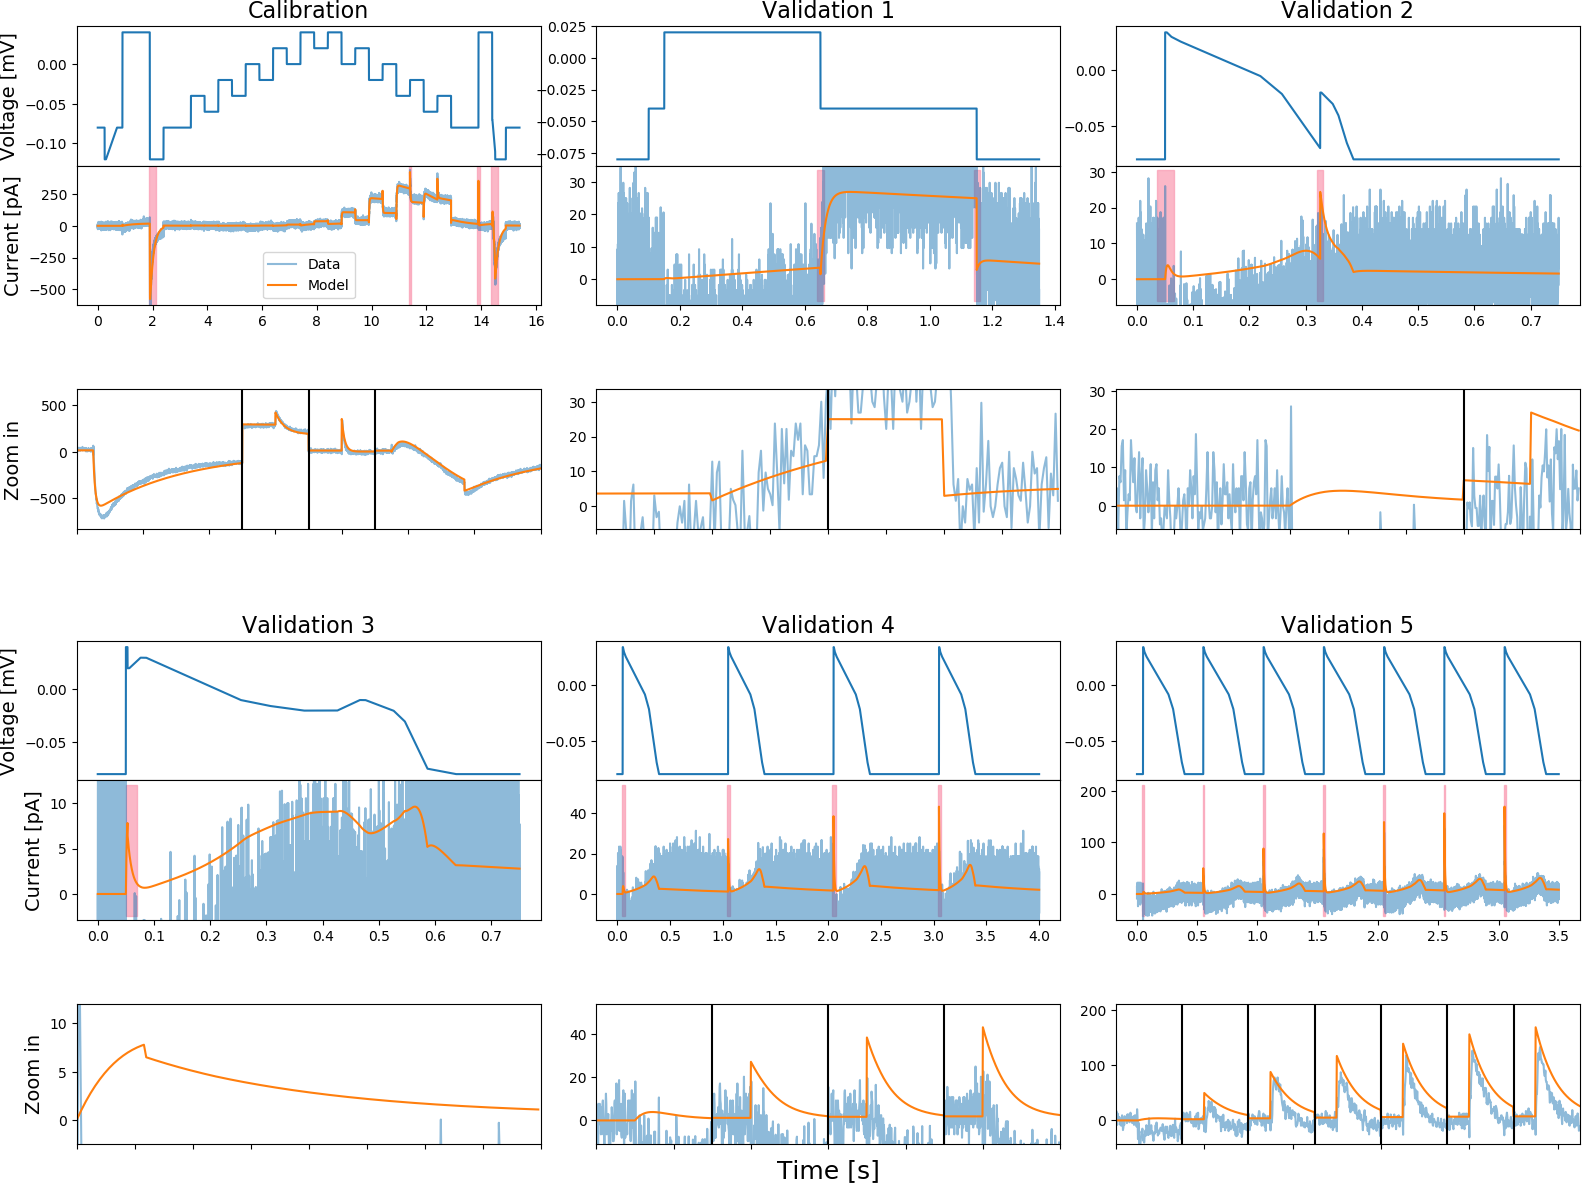 Calibration
Validation 1
Validation 2
Voltage [mV]
0.00
−0.05
−0.10
0.025
0.000
−0.025
−0.050
−0.075
0.00
−0.05
Current [pA]
250
0
−250
−500
Data
Model
30
20
10
0
30
20
10
0
0 2 4 6 8 10 12 14 16
0.0 0.2 0.4 0.6 0.8 1.0 1.2 1.4
0.0 0.1 0.2 0.3 0.4 0.5 0.6 0.7
Zoom in
500
0
−500
30
20
10
0
30
20
10
0
Validation 3
Validation 4
Validation 5
Voltage [mV]
0.00
−0.05
0.00
−0.05
0.00
−0.05
Current [pA]
10
5
0
40
20
0
200
100
0
0.0 0.1 0.2 0.3 0.4 0.5 0.6 0.7
0.0 0.5 1.0 1.5 2.0 2.5 3.0 3.5 4.0
0.0 0.5 1.0 1.5 2.0 2.5 3.0 3.5
Zoom in
10
5
0
40
20
0
200
100
0
Time [s]